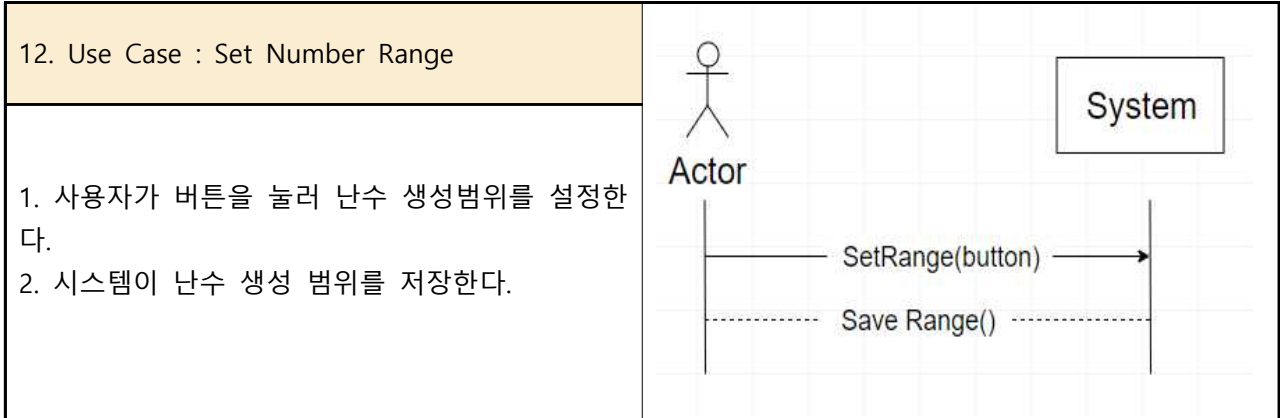 12. Use Case : Set Number Range
1. 사용자가 버튼을 눌러 난수 생성범위를 설정한
다.
2. 시스템이 난수 생성 범위를 저장한다.
System
Actor
SetRange(button)
Save Range()